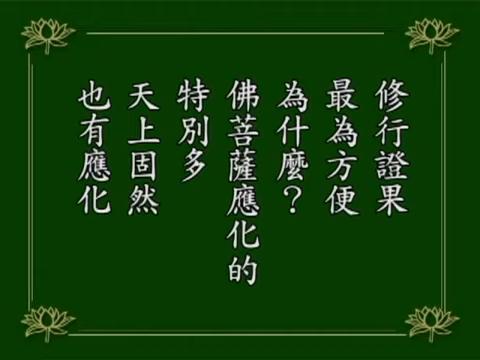 修行證果
最為方便
為什麼？
佛菩薩應化的
特別多
天上固然
也有應化